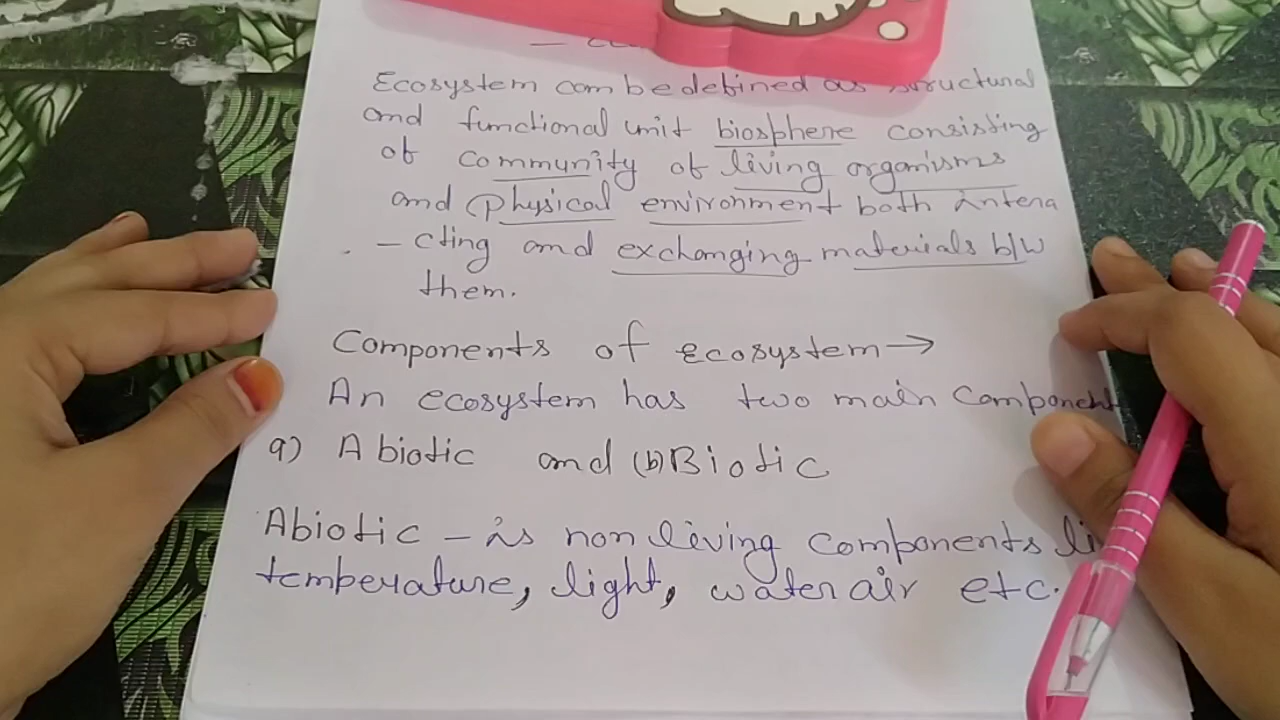 Ecosystem can be defined as structural
and functional unit biosphere consisting
of community of living organisms
and physical environment both intera
- cting and exchanging materials b/w
them.
Components of ecosystem →
An ecosystem has two main component
a) Abiotic and (b) Biotic
Abiotic - is non living components li
temperature, light, water air etc.